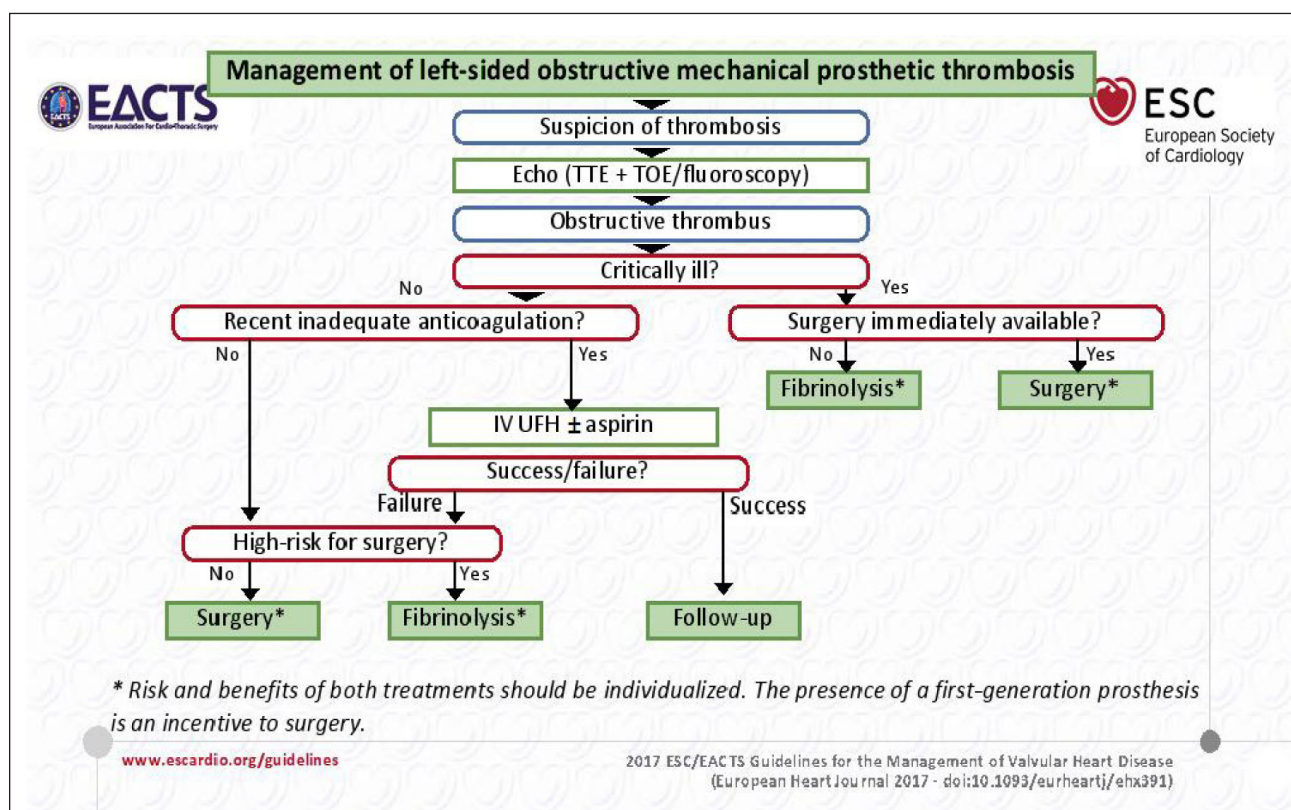 Management of left-sided obstructive mechanical prosthetic thrombosis
EACTS
European Association For Cardio-Thoracic Surgery
ESC
European Society
of Cardiology
Suspicion of thrombosis
Echo (TTE + TOE/fluoroscopy)
Obstructive thrombus
Critically ill?
No
Yes
Recent inadequate anticoagulation?
Surgery immediately available?
No
Yes
No
Yes
Fibrinolysis*
Surgery*
IV UFH ± aspirin
Success/failure?
Failure
Success
High-risk for surgery?
No
Yes
Surgery*
Fibrinolysis*
Follow-up
* Risk and benefits of both treatments should be individualized. The presence of a first-generation prosthesis
is an incentive to surgery.
www.escardio.org/guidelines
2017 ESC/EACTS Guidelines for the Management of Valvular Heart Disease
(European Heart Journal 2017 - doi:10.1093/eurheartj/ehx391)